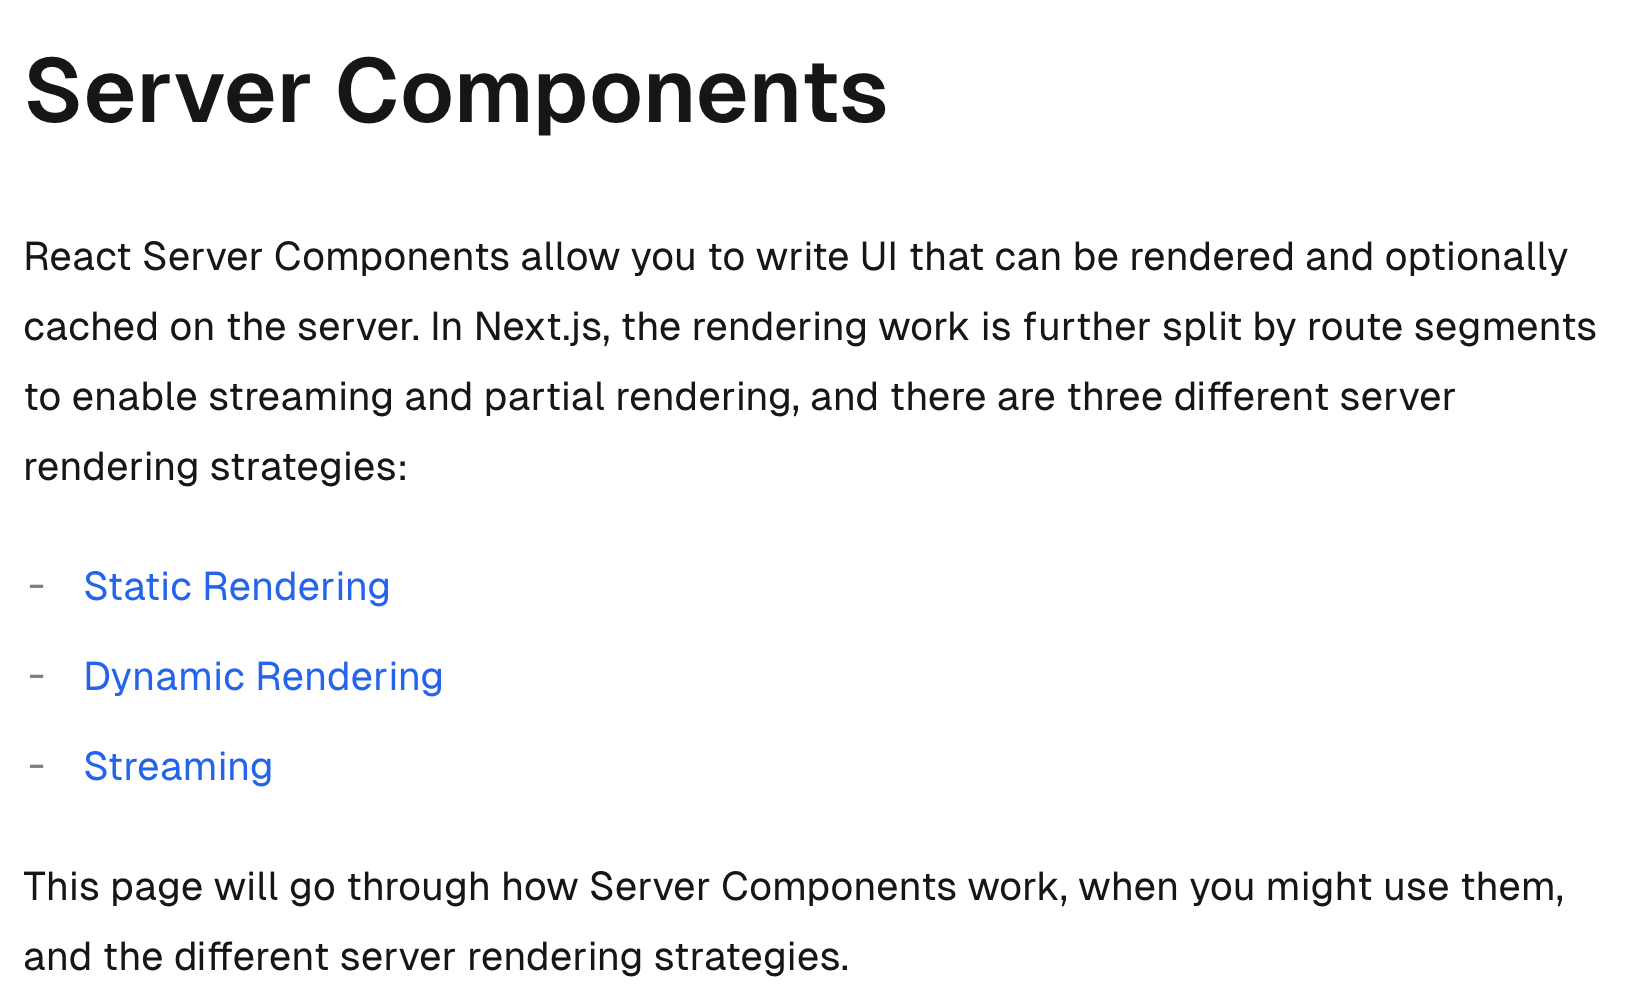 Server Components
React Server Components allow you to write UI that can be rendered and optionally
cached on the server. In Next.js, the rendering work is further split by route segments
to enable streaming and partial rendering, and there are three different server
rendering strategies:
- Static Rendering
- Dynamic Rendering
- Streaming
This page will go through how Server Components work, when you might use them,
and the different server rendering strategies.